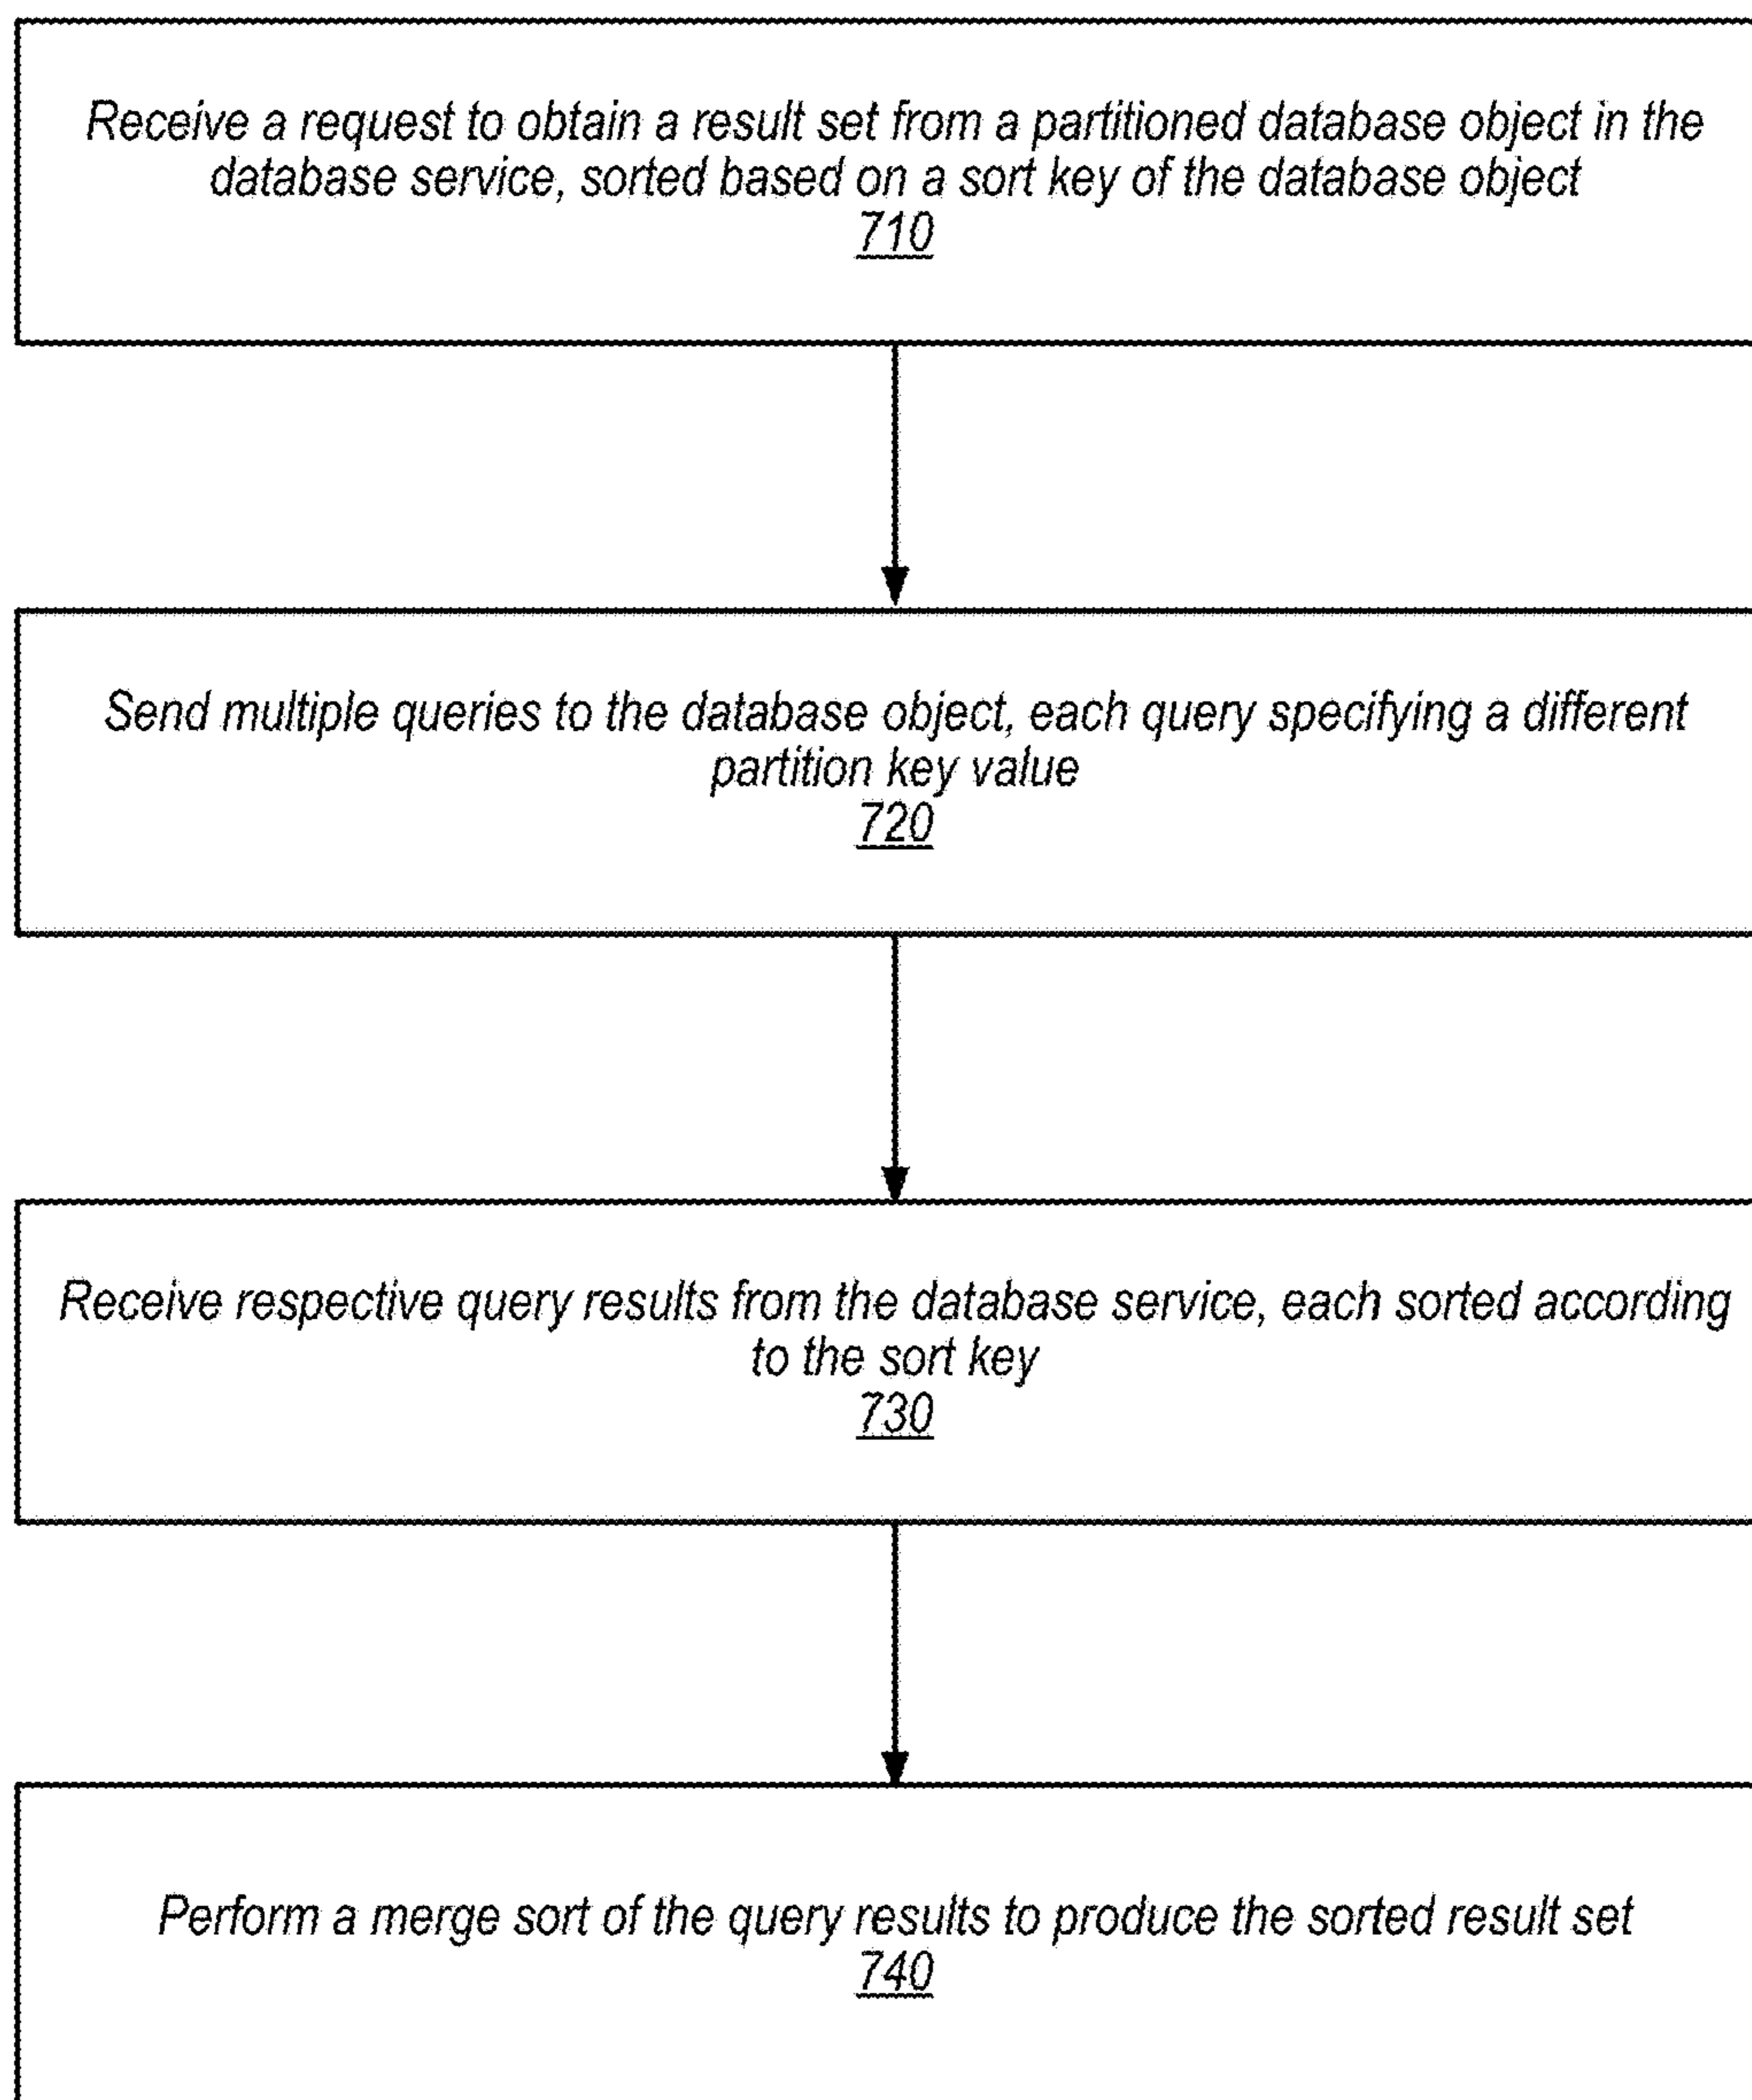 Receive a request to obtain a result set from a partitioned database object in the
database service, sorted based on a sort key of the database object
710
Send multiple queries to the database object, each query specifying a different
partition key value
720
Receive respective query results from the database service, each sorted according
to the sort key
730
Perform a merge sort of the query results to produce the sorted result set
740